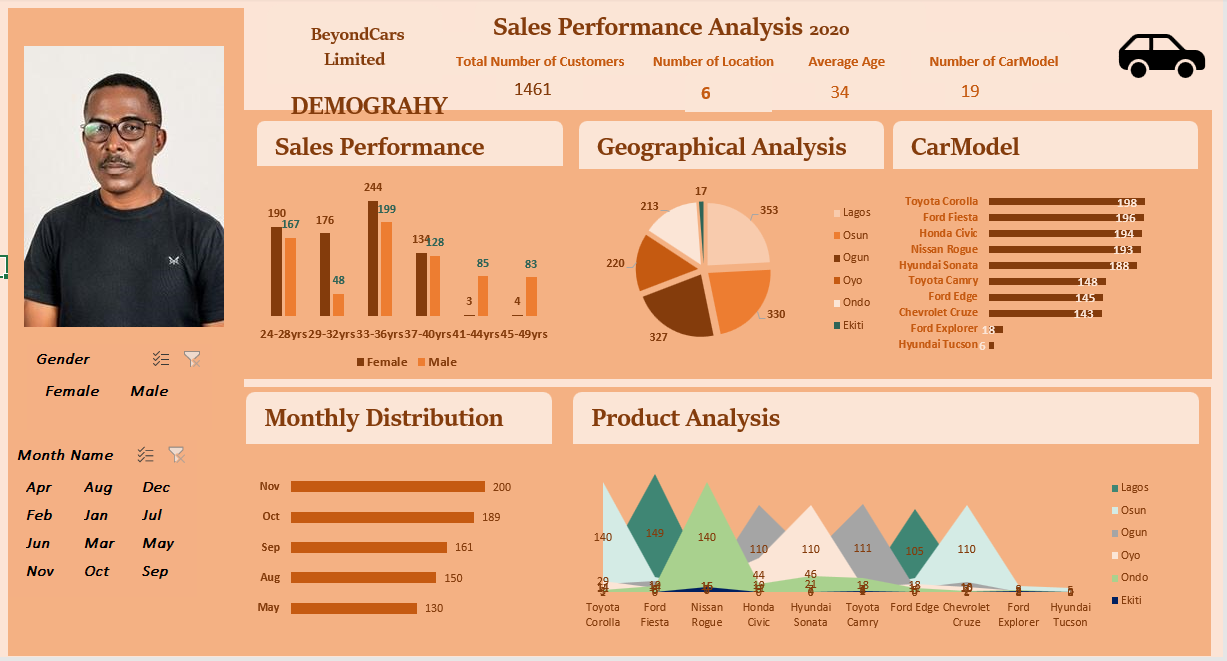 BeyondCars
Limited
Sales Performance Analysis 2020
Total Number of Customers
Number of Location
Average Age
Number of CarModel
1461
6
34
19
DEMOGRAHY
Sales Performance
190
167
176
48
244
199
134
128
3
85
4
83
24-28yrs
29-32yrs
33-36yrs
37-40yrs
41-44yrs
45-49yrs
Female
Male
Geographical Analysis
17
353
213
220
327
330
Lagos
Osun
Ogun
Oyo
Ondo
Ekiti
CarModel
Toyota Corolla 198
Ford Fiesta 196
Honda Civic 194
Nissan Rogue 193
Hyundai Sonata 188
Toyota Camry 148
Ford Edge 145
Chevrolet Cruze 143
Ford Explorer 18
Hyundai Tucson 6
Gender
Female Male
Month Name
Apr Aug Dec
Feb Jan Jul
Jun Mar May
Nov Oct Sep
Monthly Distribution
Nov 200
Oct 189
Sep 161
Aug 150
May 130
Product Analysis
140
149
140
110
110
111
105
110
29
44
46
21
18
18
Toyota
Corolla
Ford
Fiesta
Nissan
Rogue
Honda
Civic
Hyundai
Sonata
Toyota
Camry
Ford Edge
Chevrolet
Cruze
Ford
Explorer
Hyundai
Tucson
Lagos
Osun
Ogun
Oyo
Ondo
Ekiti